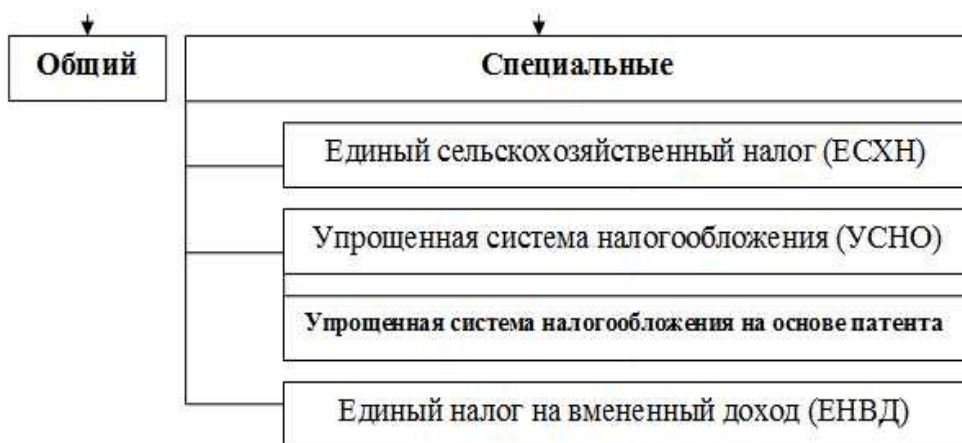 Общий
Специальные
Единый сельскохозяйственный налог (ЕСХН)
Упрощенная система налогообложения (УСНО)
Упрощенная система налогообложения на основе патента
Единый налог на вмененный доход (ЕНВД)